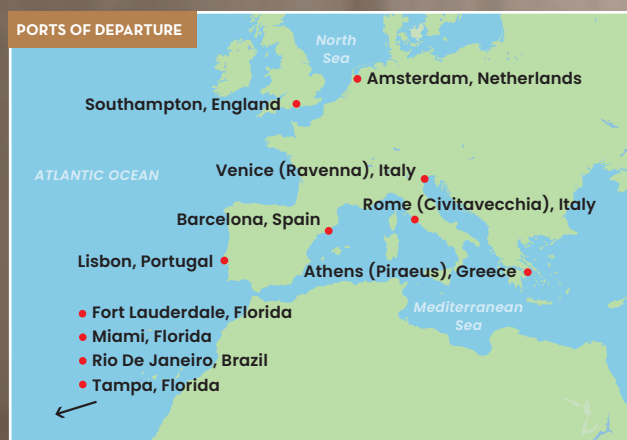 PORTS OF DEPARTURE
North
Sea
Amsterdam, Netherlands
Southampton, England
ATLANTIC OCEAN
Venice (Ravenna), Italy
Rome (Civitavecchia), Italy
Barcelona, Spain
Lisbon, Portugal
Athens (Piraeus), Greece
Mediterranean
Sea
Fort Lauderdale, Florida
Miami, Florida
Rio De Janeiro, Brazil
Tampa, Florida